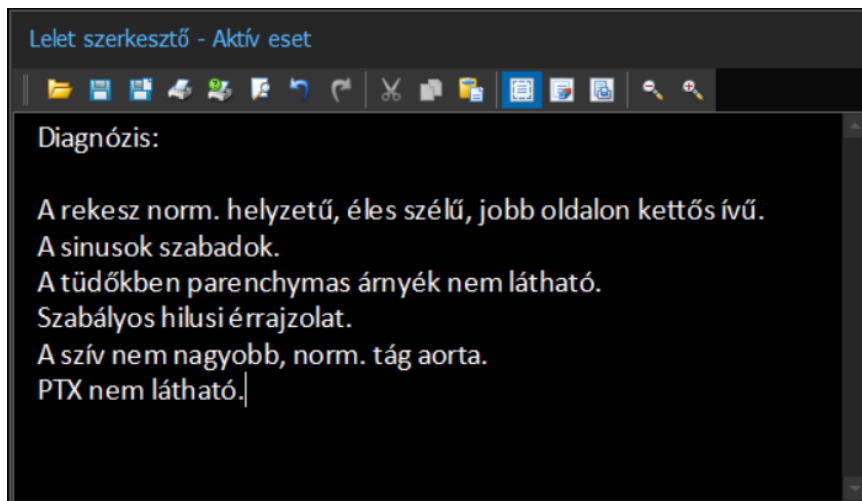 Lelet szerkesztő - Aktív eset
Diagnózis:
A rekesz norm. helyzetű, éles szélű, jobb oldalon kettős ívű.
A sinusok szabadok.
A tüdőkben parenchymas árnyék nem látható.
Szabályos hilusi érrajzolat.
A szív nem nagyobb, norm. tág aorta.
PTX nem látható.